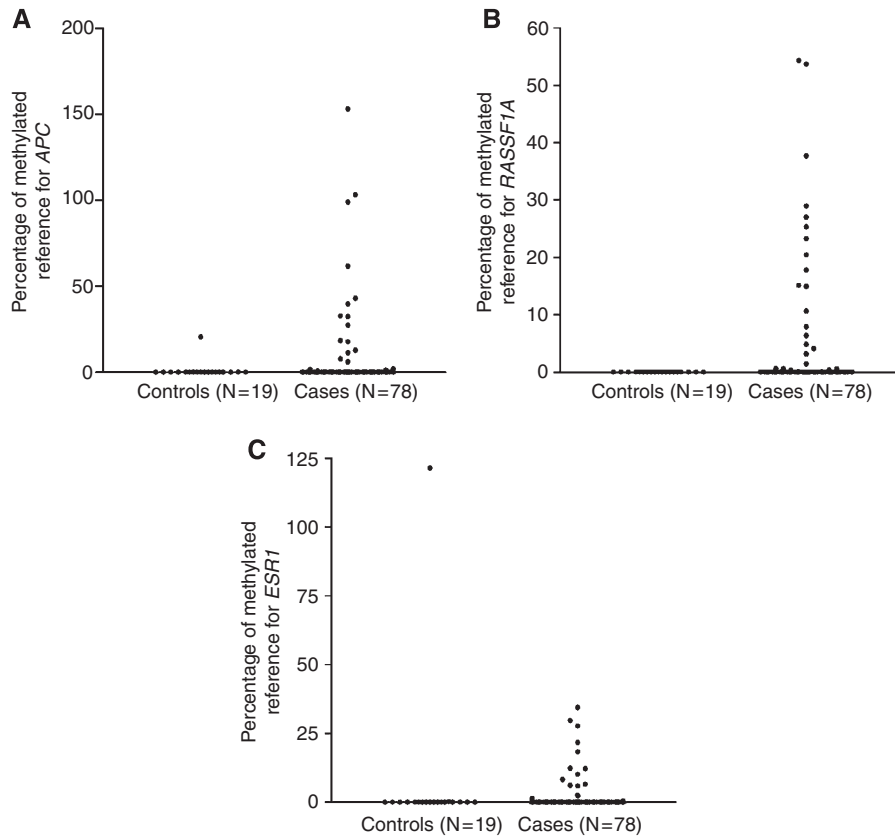 A
Percentage of methylated
reference for APC
200
150
100
50
0
Controls (N=19) Cases (N=78)
B
Percentage of methylated
reference for RASSF1A
60
50
40
30
20
10
0
Controls (N=19) Cases (N=78)
C
Percentage of methylated
reference for ESR1
125
100
75
50
25
0
Controls (N=19) Cases (N=78)